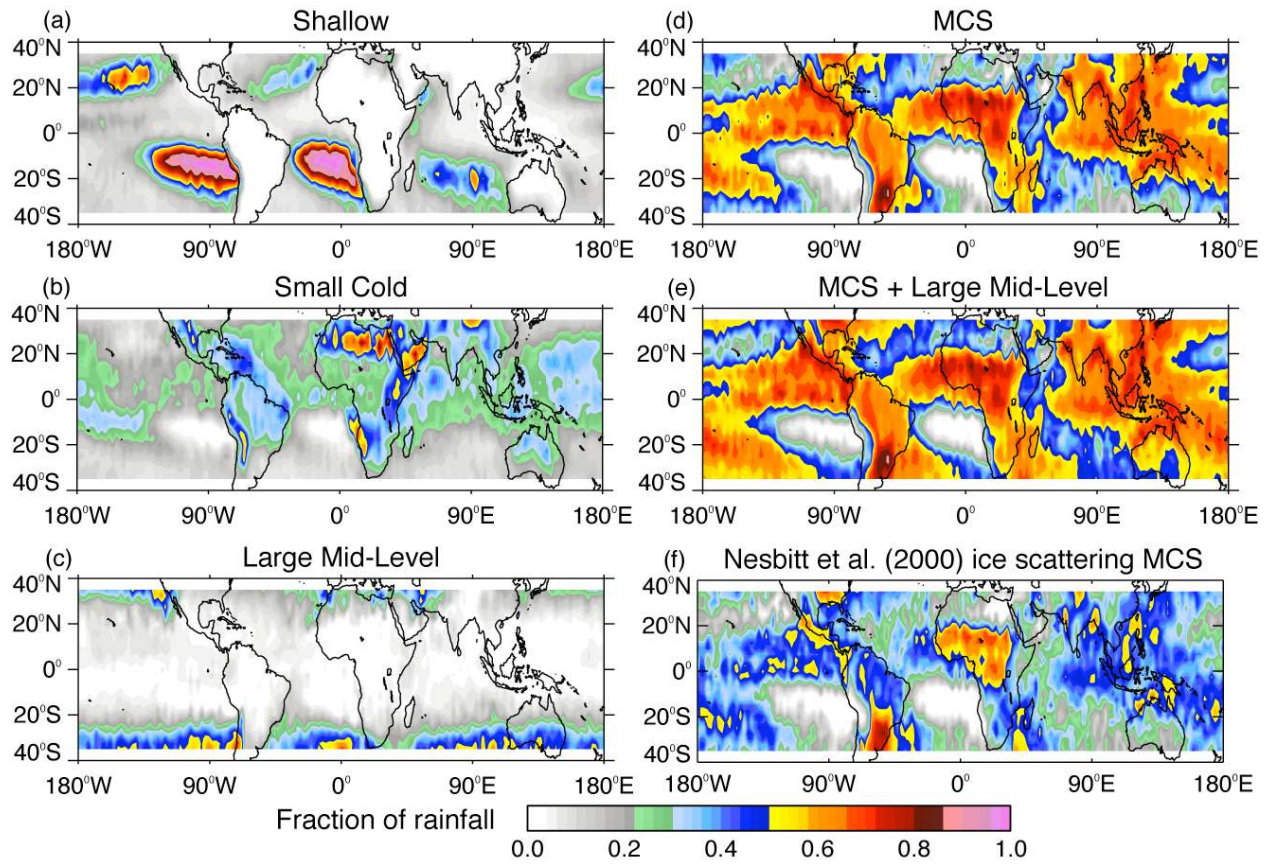 (a) Shallow
40°N
20°N
0°
20°S
40°S
180°W 90°W 0° 90°E 180°E
(b) Small Cold
40°N
20°N
0°
20°S
40°S
180°W 90°W 0° 90°E 180°E
(c) Large Mid-Level
40°N
20°N
0°
20°S
40°S
180°W 90°W 0° 90°E 180°E
(d) MCS
40°N
20°N
0°
20°S
40°S
180°W 90°W 0° 90°E 180°E
(e) MCS + Large Mid-Level
40°N
20°N
0°
20°S
40°S
180°W 90°W 0° 90°E 180°E
(f) Nesbitt et al. (2000) ice scattering MCS
40°N
20°N
0°
20°S
40°S
180°W 90°W 0° 90°E 180°E
Fraction of rainfall
0.0 0.2 0.4 0.6 0.8 1.0